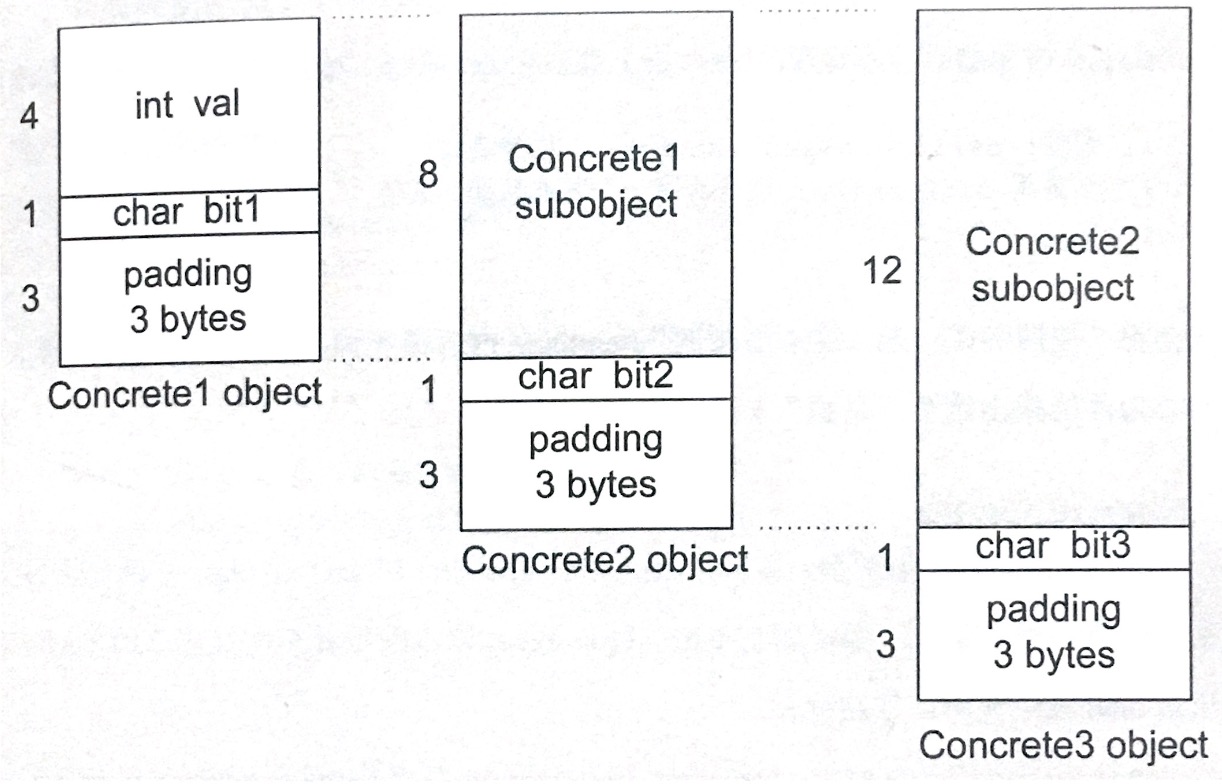 4
int val
1
char bit1
3
padding
3 bytes
Concrete1 object
8
Concrete1
subobject
1
char bit2
3
padding
3 bytes
Concrete2 object
12
Concrete2
subobject
1
char bit3
3
padding
3 bytes
Concrete3 object